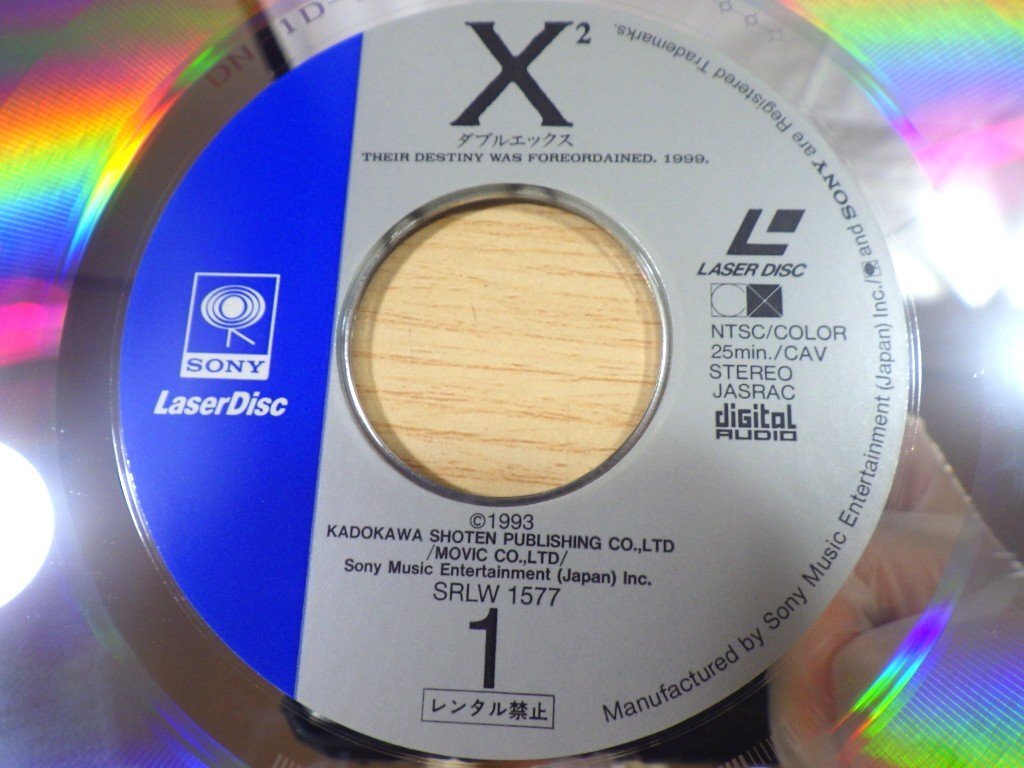 X²
ダブルエックス
THEIR DESTINY WAS FOREORDAINED. 1999.
SONY
LaserDisc
LASER DISC
NTSC/COLOR
25min./CAV
STEREO
JASRAC
digital
AUDIO
©1993
KADOKAWA SHOTEN PUBLISHING CO.,LTD
/MOVIC CO.,LTD/
Sony Music Entertainment (Japan) Inc.
SRLW 1577
1
レンタル禁止
Manufactured by Sony Music Entertainment (Japan) Inc./ and SONY are Registered Trademarks.